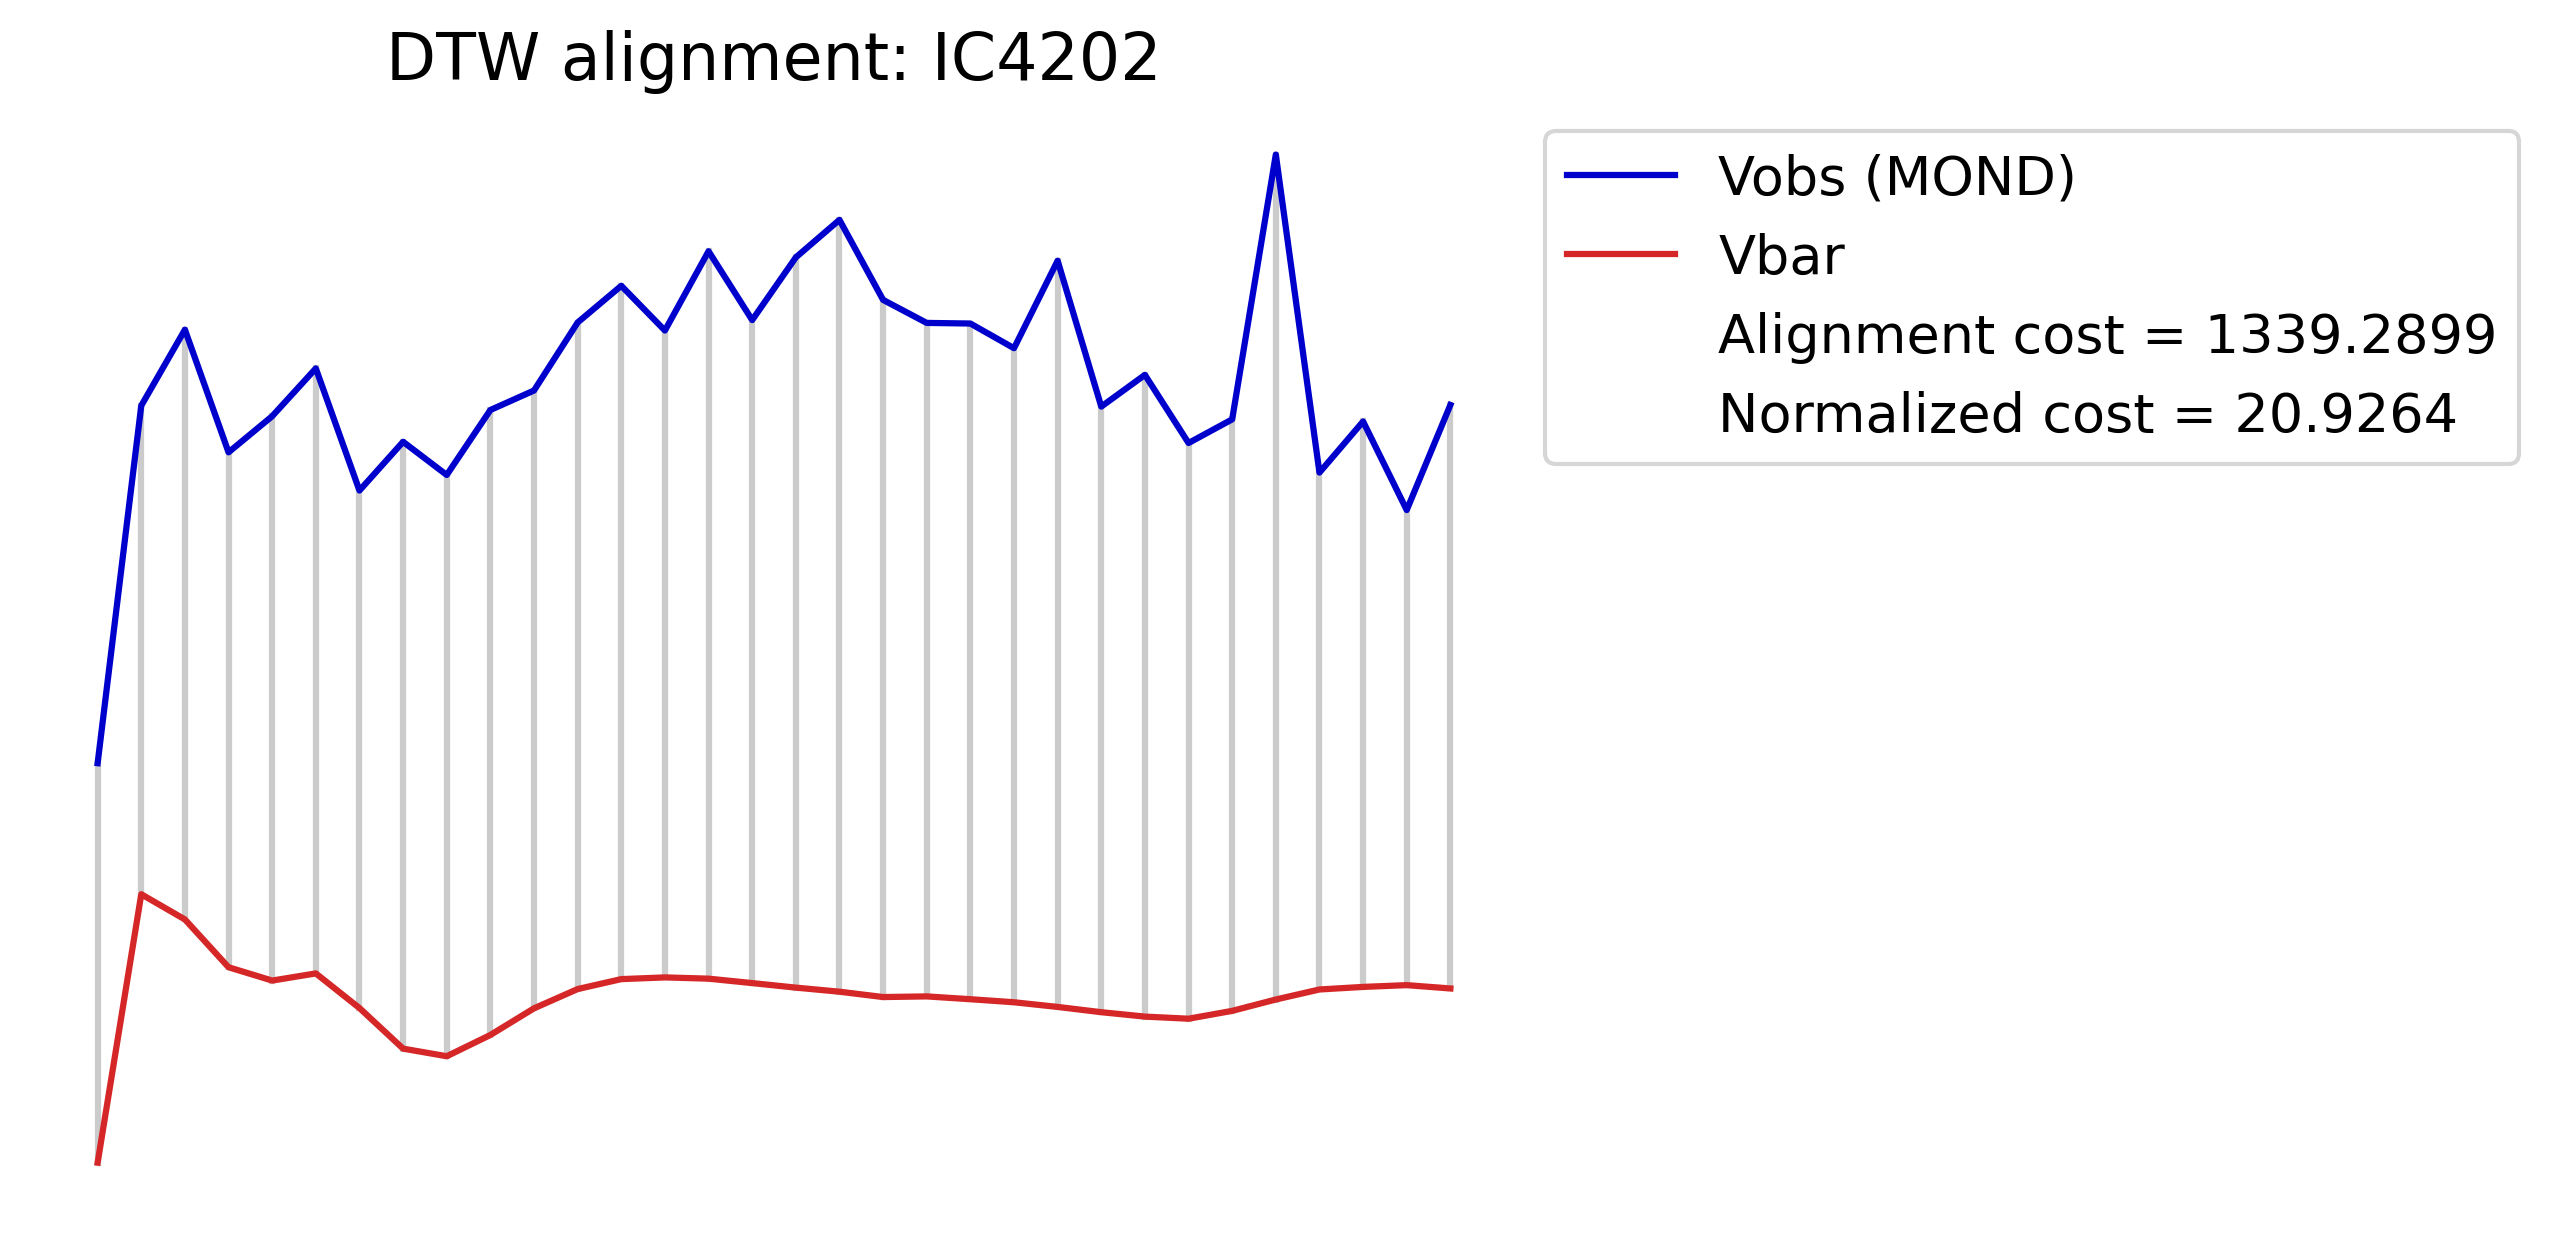 DTW alignment: IC4202
Vobs (MOND)
Vbar
Alignment cost = 1339.2899
Normalized cost = 20.9264